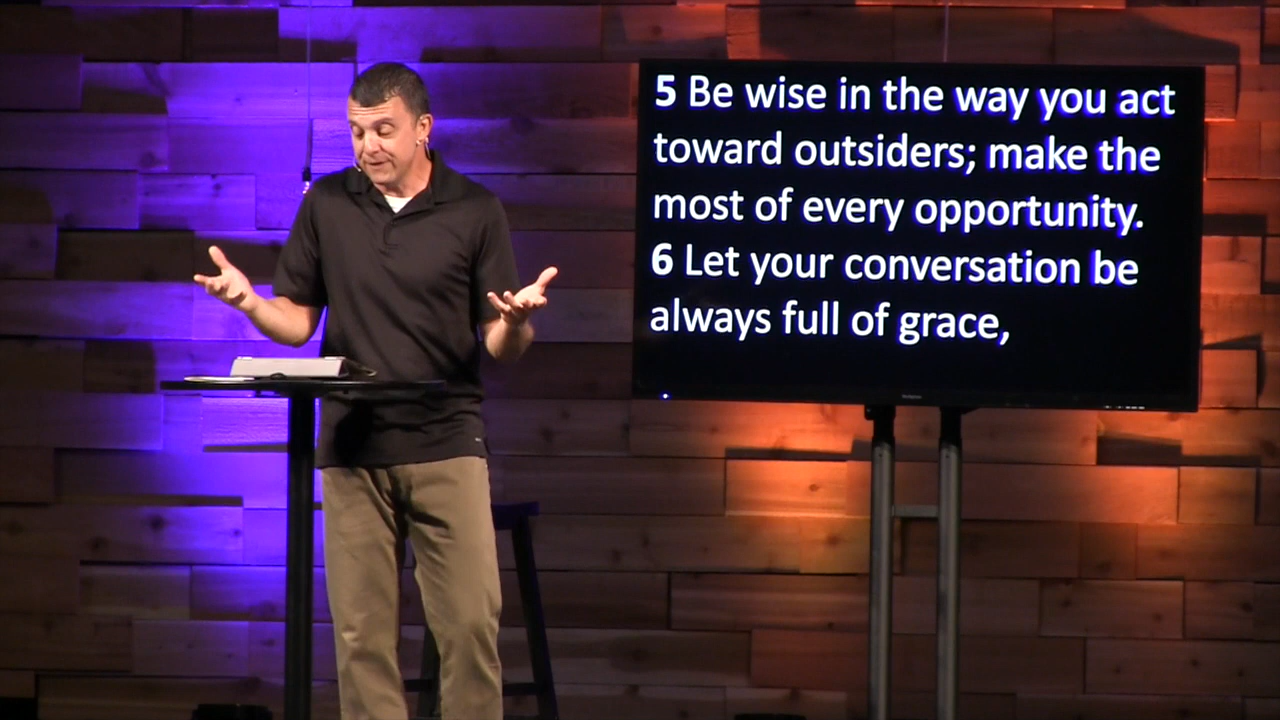 5 Be wise in the way you act
toward outsiders; make the
most of every opportunity.
6 Let your conversation be
always full of grace,